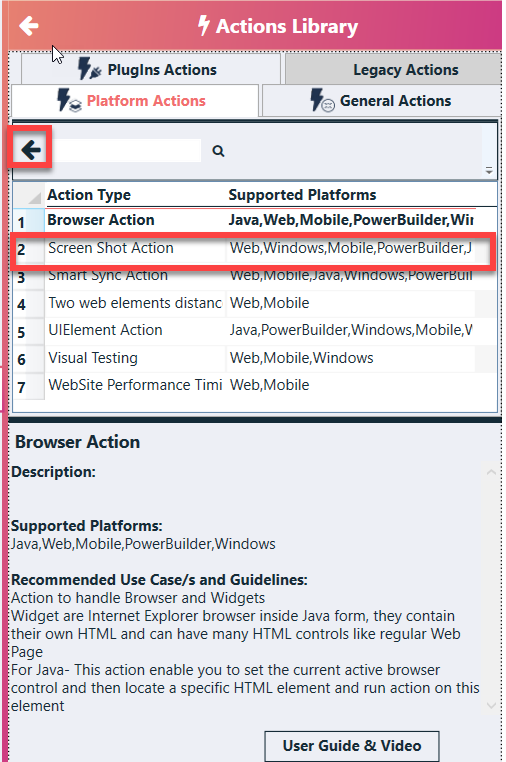 Actions Library
PlugIns Actions
Legacy Actions
Platform Actions
General Actions
Action Type Supported Platforms
1 Browser Action Java,Web,Mobile,PowerBuilder,Win
2 Screen Shot Action Web,Windows,Mobile,PowerBuilder,J
3 Smart Sync Action Web,Mobile,Java,Windows,PowerBuil
4 Two web elements distanc Web,Mobile
5 UIElement Action Java,PowerBuilder,Windows,Mobile,W
6 Visual Testing Web,Mobile,Windows
7 WebSite Performance Timi Web,Mobile
Browser Action
Description:
Supported Platforms:
Java,Web,Mobile,PowerBuilder,Windows
Recommended Use Case/s and Guidelines:
Action to handle Browser and Widgets
Widget are Internet Explorer browser inside Java form, they contain
their own HTML and can have many HTML controls like regular Web
Page
For Java- This action enable you to set the current active browser
control and then locate a specific HTML element and run action on this
element
User Guide & Video